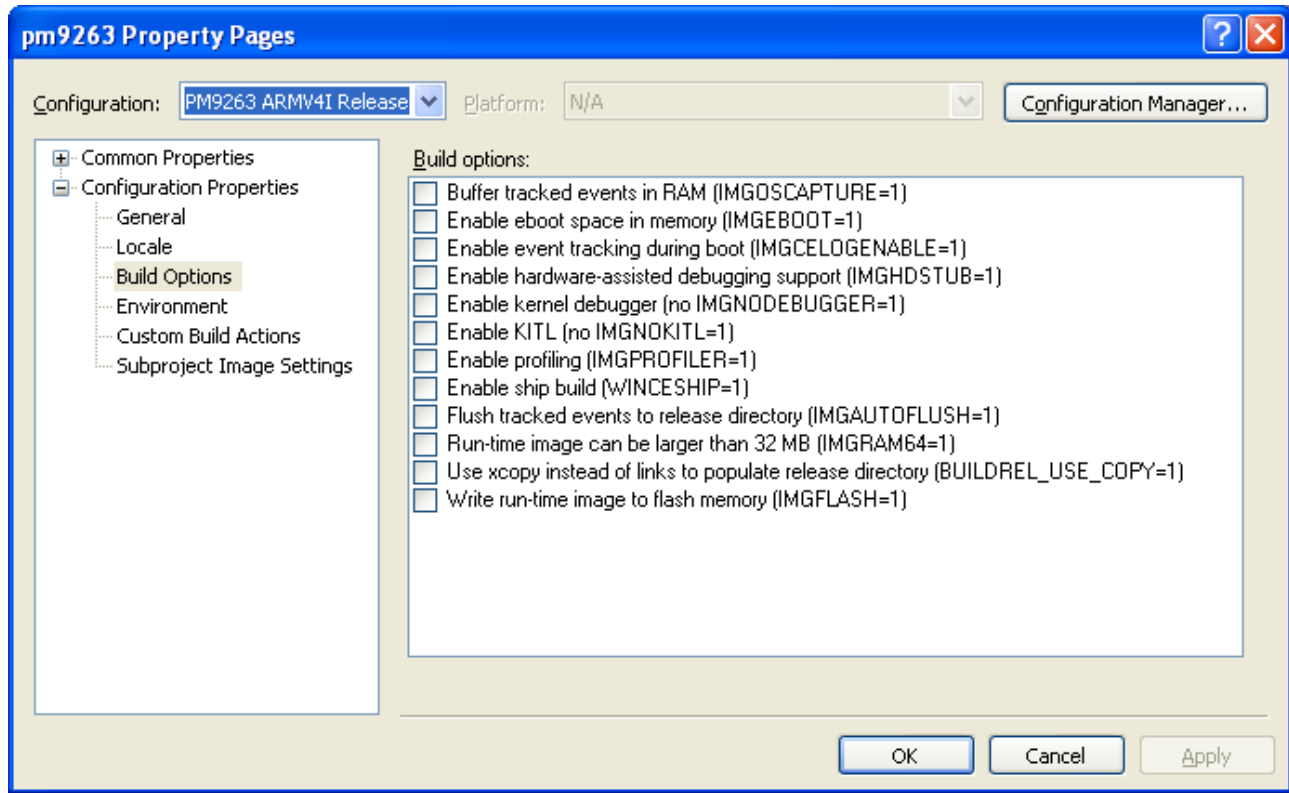 pm9263 Property Pages
Configuration: PM9263 ARMV4I Release Platform: N/A Configuration Manager...
Common Properties
Configuration Properties
General
Locale
Build Options
Environment
Custom Build Actions
Subproject Image Settings
Build options:
Buffer tracked events in RAM (IMGOSCAPTURE=1)
Enable eboot space in memory (IMGEBOOT=1)
Enable event tracking during boot (IMGCELOGENABLE=1)
Enable hardware-assisted debugging support (IMGHDSTUB=1)
Enable kernel debugger (no IMGNODEBUGGER=1)
Enable KITL (no IMGNOKITL=1)
Enable profiling (IMGPROFILER=1)
Enable ship build (WINCESHIP=1)
Flush tracked events to release directory (IMGAUTOFLUSH=1)
Run-time image can be larger than 32 MB (IMGRAM64=1)
Use xcopy instead of links to populate release directory (BUILDREL_USE_COPY=1)
Write run-time image to flash memory (IMGFLASH=1)
OK Cancel Apply